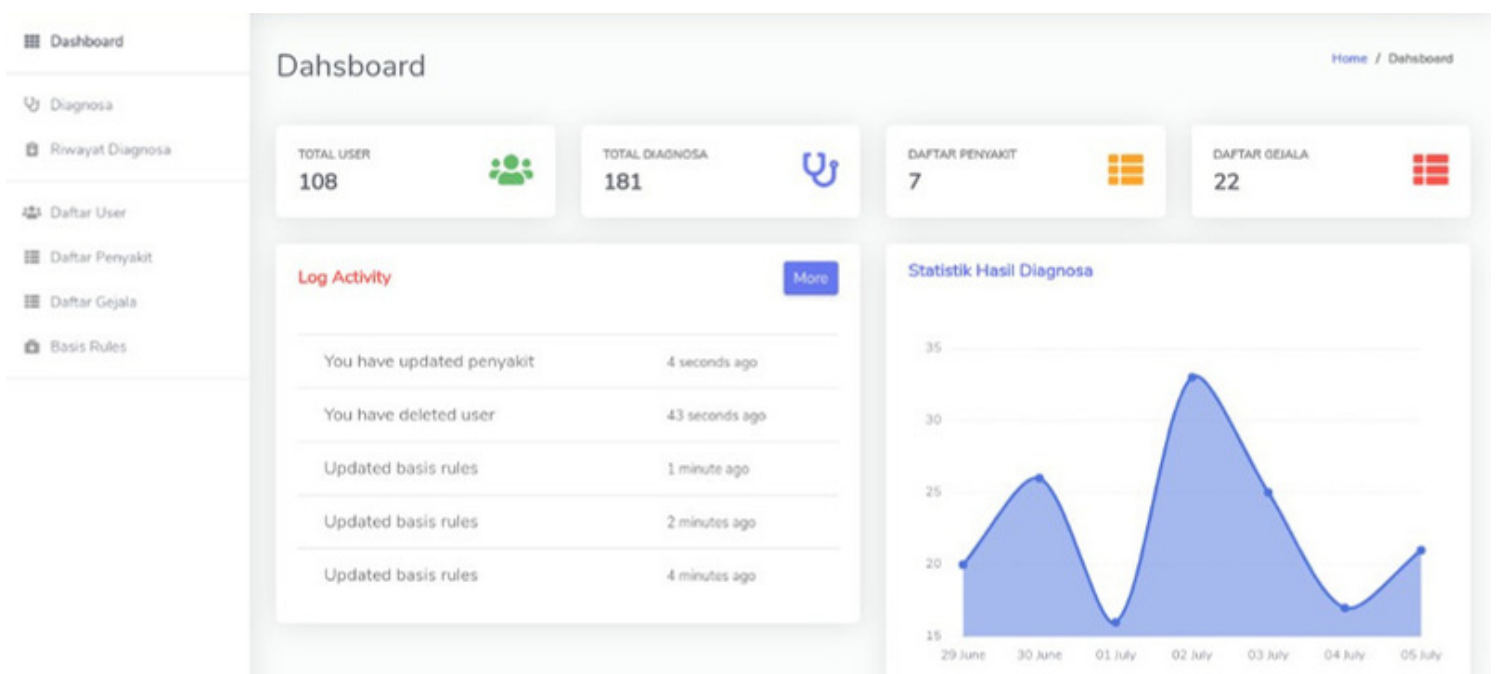 Dashboard
Diagnosa
Riwayat Diagnosa
Daftar User
Daftar Penyakit
Daftar Gejala
Basis Rules
Dahsboard
Home / Dahsboard
TOTAL USER
108
TOTAL DIAGNOSA
181
DAFTAR PENYAKIT
7
DAFTAR GEJALA
22
Log Activity
More
You have updated penyakit 4 seconds ago
You have deleted user 43 seconds ago
Updated basis rules 1 minute ago
Updated basis rules 2 minutes ago
Updated basis rules 4 minutes ago
Statistik Hasil Diagnosa
35
30
25
20
15
29 June 30 June 01 July 02 July 03 July 04 July 05 July